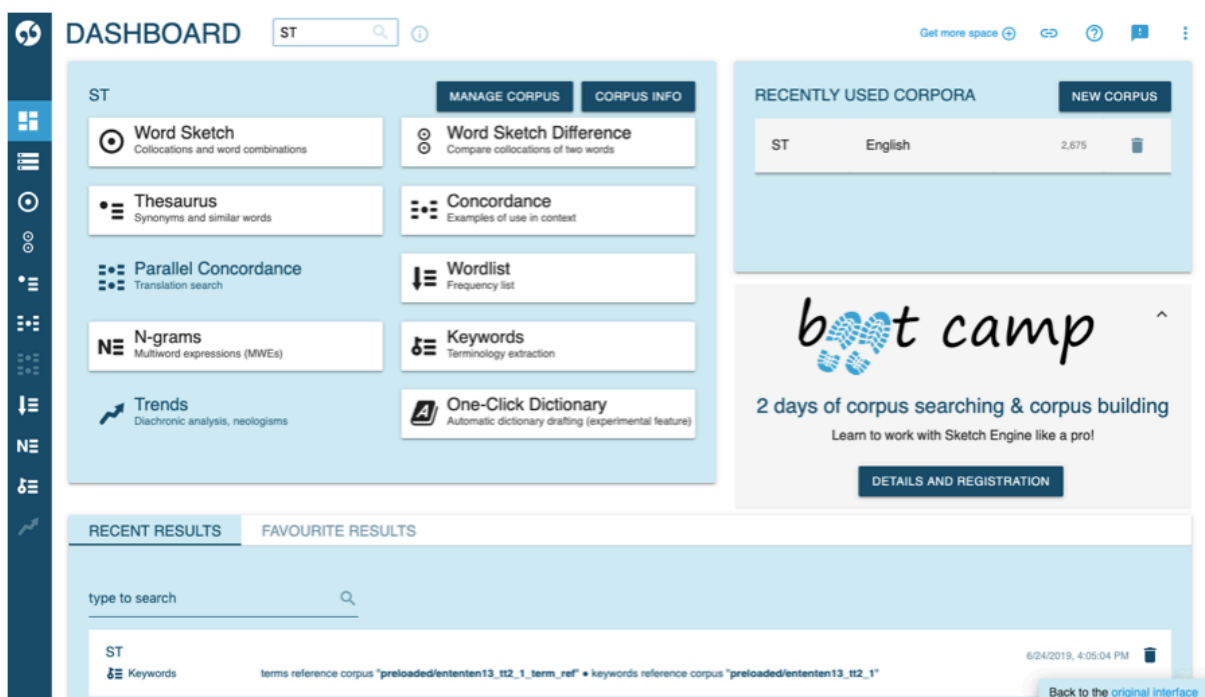 DASHBOARD
ST
Get more space
ST
MANAGE CORPUS
CORPUS INFO
Word Sketch
Collocations and word combinations
Word Sketch Difference
Compare collocations of two words
Thesaurus
Synonyms and similar words
Concordance
Examples of use in context
Parallel Concordance
Translation search
Wordlist
Frequency list
N-grams
Multiword expressions (MWEs)
Keywords
Terminology extraction
Trends
Diachronic analysis, neologisms
One-Click Dictionary
Automatic dictionary drafting (experimental feature)
RECENTLY USED CORPORA
NEW CORPUS
ST English 2,675
boot camp
2 days of corpus searching & corpus building
Learn to work with Sketch Engine like a pro!
DETAILS AND REGISTRATION
RECENT RESULTS
FAVOURITE RESULTS
type to search
ST
6/24/2019, 4:05:04 PM
Keywords
terms reference corpus "preloaded/ententen13_tt2_1_term_ref" • keywords reference corpus "preloaded/ententen13_tt2_1"
Back to the original interface